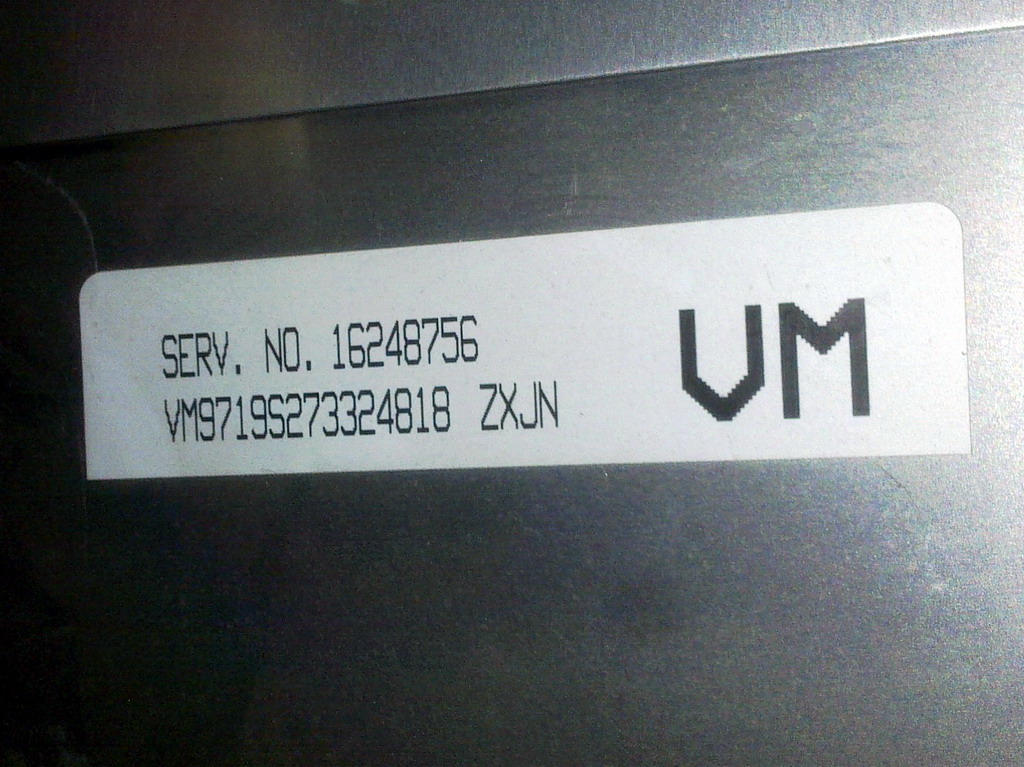 SERV. NO. 16248756
VM9719S273324818 ZXJN
VM